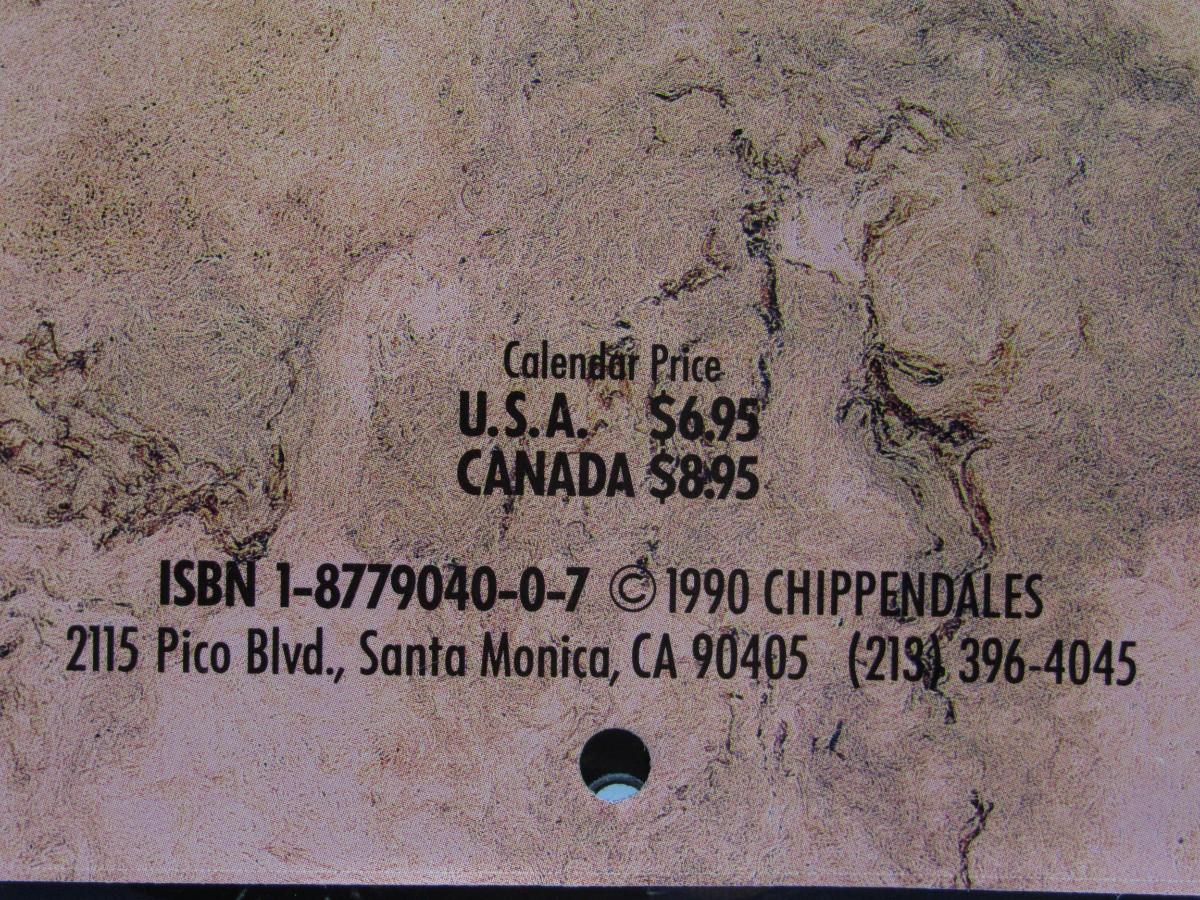 Calendar Price
U.S.A. $6.95
CANADA $8.95
ISBN 1-8779040-0-7 ©1990 CHIPPENDALES
2115 Pico Blvd., Santa Monica, CA 90405 (213) 396-4045